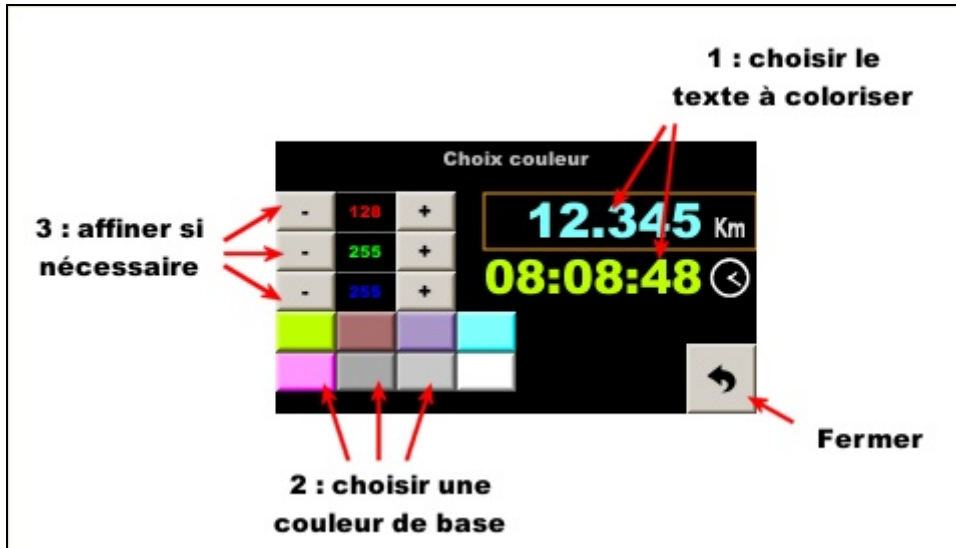 1 : choisir le
texte à coloriser
Choix couleur
- 128 +
12.345 Km
3 : affiner si
nécessaire
- 255 +
08:08:48
- 255 +
Fermer
2 : choisir une
couleur de base